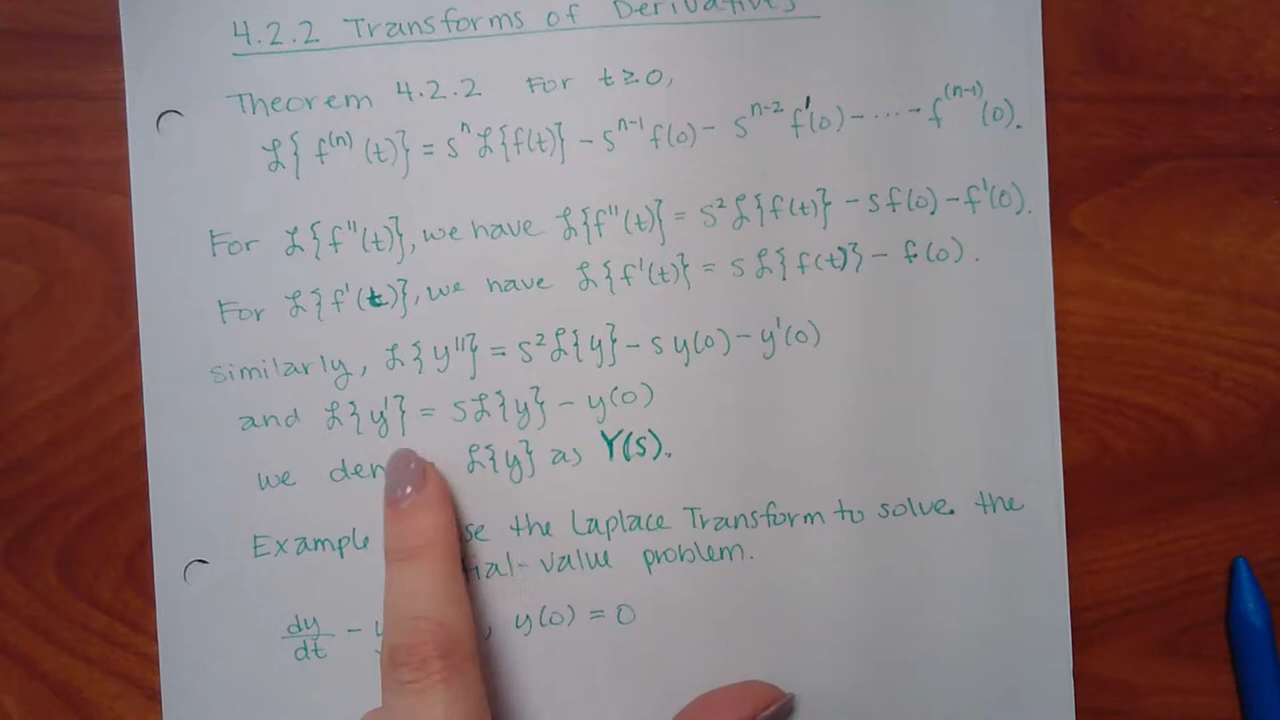 4.2.2 Transforms of Derivatives
Theorem 4.2.2 For t≥0,
ℒ{f⁽ⁿ⁾(t)} = sⁿℒ{f(t)} - sⁿ⁻¹f(0) - sⁿ⁻²f'(0) - .... - f⁽ⁿ⁻¹⁾(0).
For ℒ{f"(t)}, we have ℒ{f"(t)} = s²ℒ{f(t)} - sf(0) - f'(0).
For ℒ{f'(t)}, we have ℒ{f'(t)} = sℒ{f(t)} - f(0).
similarly, ℒ{y"} = s²ℒ{y} - sy(0) - y'(0)
and ℒ{y'} = sℒ{y} - y(0)
we ℒ{y} as Y(s).
Example the Laplace Transform to solve the
value problem.
dy/dt - , y(0) = 0